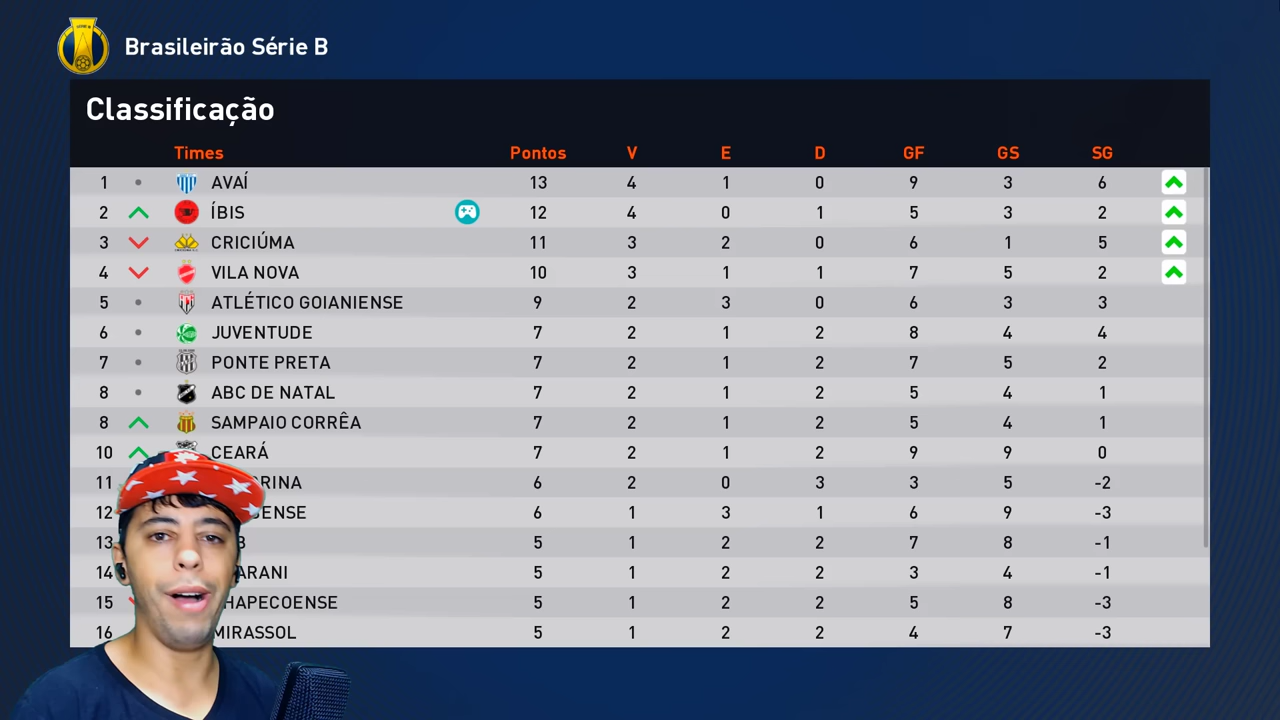 Brasileirão Série B
Classificação
Times Pontos V E D GF GS SG
1 AVAÍ 13 4 1 0 9 3 6
2 ÍBIS 12 4 0 1 5 3 2
3 CRICIÚMA 11 3 2 0 6 1 5
4 VILA NOVA 10 3 1 1 7 5 2
5 ATLÉTICO GOIANIENSE 9 2 3 0 6 3 3
6 JUVENTUDE 7 2 1 2 8 4 4
7 PONTE PRETA 7 2 1 2 7 5 2
8 ABC DE NATAL 7 2 1 2 5 4 1
8 SAMPAIO CORRÊA 7 2 1 2 5 4 1
10 CEARÁ 7 2 1 2 9 9 0
11 RINA 6 2 0 3 3 5 -2
12 ENSE 6 1 3 1 6 9 -3
13 B 5 1 2 2 7 8 -1
14 ARANI 5 1 2 2 3 4 -1
15 HAPECOENSE 5 1 2 2 5 8 -3
16 MIRASSOL 5 1 2 2 4 7 -3